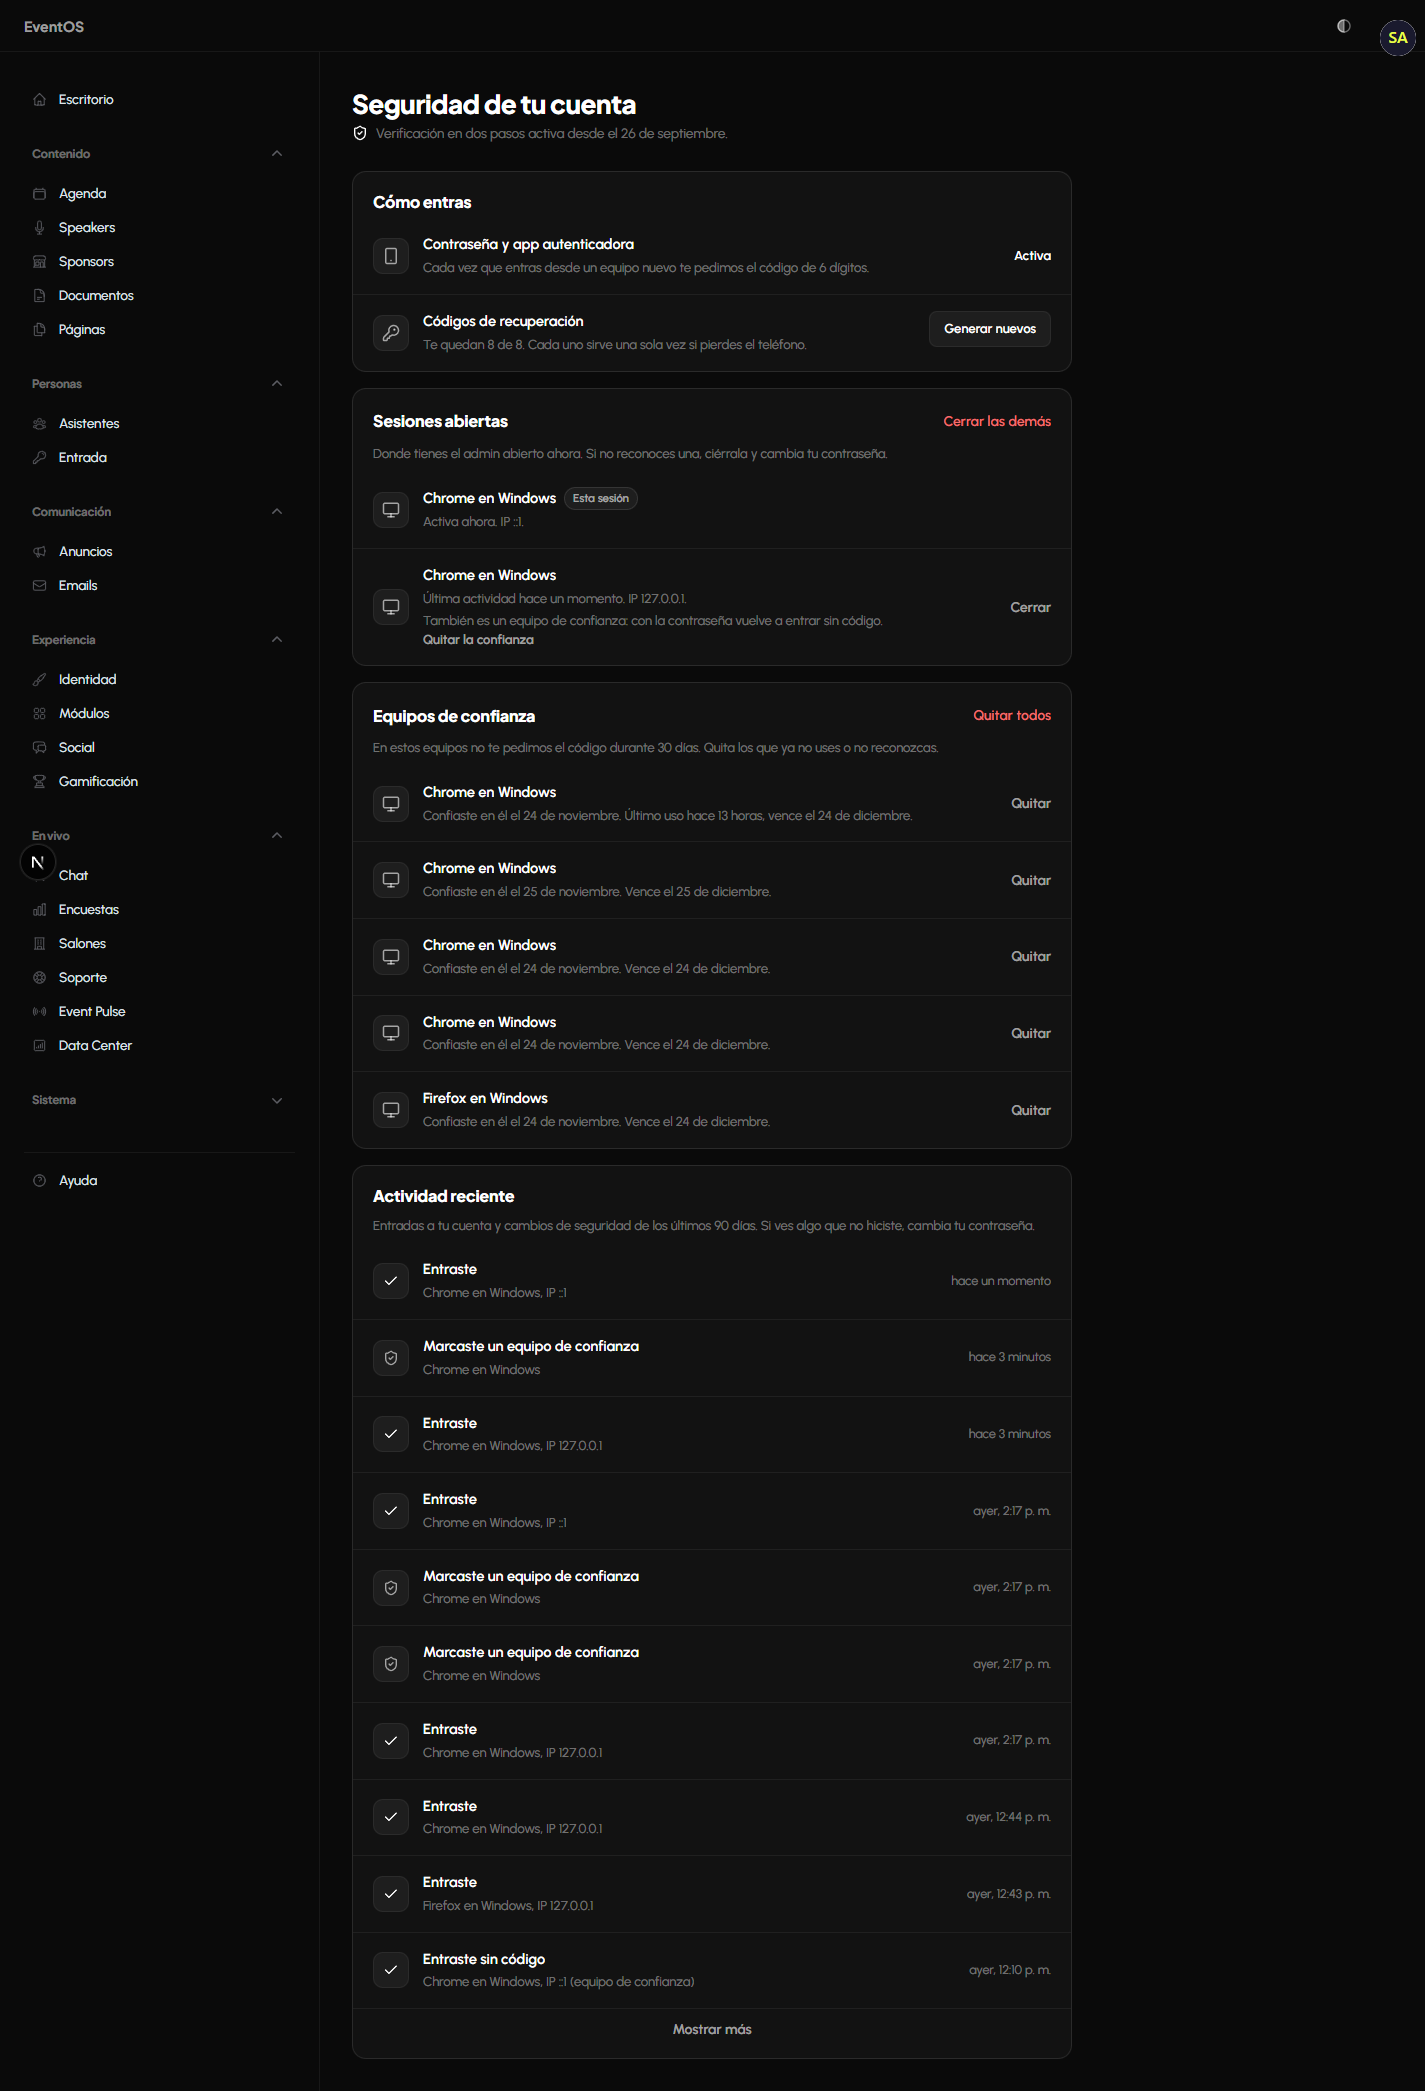 EventOS
SA
Escritorio
Contenido
Agenda
Speakers
Sponsors
Documentos
Páginas
Personas
Asistentes
Entrada
Comunicación
Anuncios
Emails
Experiencia
Identidad
Módulos
Social
Gamificación
En vivo
N
Chat
Encuestas
Salones
Soporte
Event Pulse
Data Center
Sistema
Ayuda
Seguridad de tu cuenta
Verificación en dos pasos activa desde el 26 de septiembre.
Cómo entras
Contraseña y app autenticadora
Cada vez que entras desde un equipo nuevo te pedimos el código de 6 dígitos.
Activa
Códigos de recuperación
Te quedan 8 de 8. Cada uno sirve una sola vez si pierdes el teléfono.
Generar nuevos
Sesiones abiertas
Cerrar las demás
Donde tienes el admin abierto ahora. Si no reconoces una, ciérrala y cambia tu contraseña.
Chrome en Windows Esta sesión
Activa ahora. IP ::1.
Chrome en Windows
Última actividad hace un momento. IP 127.0.0.1.
También es un equipo de confianza: con la contraseña vuelve a entrar sin código.
Quitar la confianza
Cerrar
Equipos de confianza
Quitar todos
En estos equipos no te pedimos el código durante 30 días. Quita los que ya no uses o no reconozcas.
Chrome en Windows
Confiaste en él el 24 de noviembre. Último uso hace 13 horas, vence el 24 de diciembre.
Quitar
Chrome en Windows
Confiaste en él el 25 de noviembre. Vence el 25 de diciembre.
Quitar
Chrome en Windows
Confiaste en él el 24 de noviembre. Vence el 24 de diciembre.
Quitar
Chrome en Windows
Confiaste en él el 24 de noviembre. Vence el 24 de diciembre.
Quitar
Firefox en Windows
Confiaste en él el 24 de noviembre. Vence el 24 de diciembre.
Quitar
Actividad reciente
Entradas a tu cuenta y cambios de seguridad de los últimos 90 días. Si ves algo que no hiciste, cambia tu contraseña.
Entraste
Chrome en Windows, IP ::1
hace un momento
Marcaste un equipo de confianza
Chrome en Windows
hace 3 minutos
Entraste
Chrome en Windows, IP 127.0.0.1
hace 3 minutos
Entraste
Chrome en Windows, IP ::1
ayer, 2:17 p. m.
Marcaste un equipo de confianza
Chrome en Windows
ayer, 2:17 p. m.
Marcaste un equipo de confianza
Chrome en Windows
ayer, 2:17 p. m.
Entraste
Chrome en Windows, IP 127.0.0.1
ayer, 2:17 p. m.
Entraste
Chrome en Windows, IP 127.0.0.1
ayer, 12:44 p. m.
Entraste
Firefox en Windows, IP 127.0.0.1
ayer, 12:43 p. m.
Entraste sin código
Chrome en Windows, IP ::1 (equipo de confianza)
ayer, 12:10 p. m.
Mostrar más